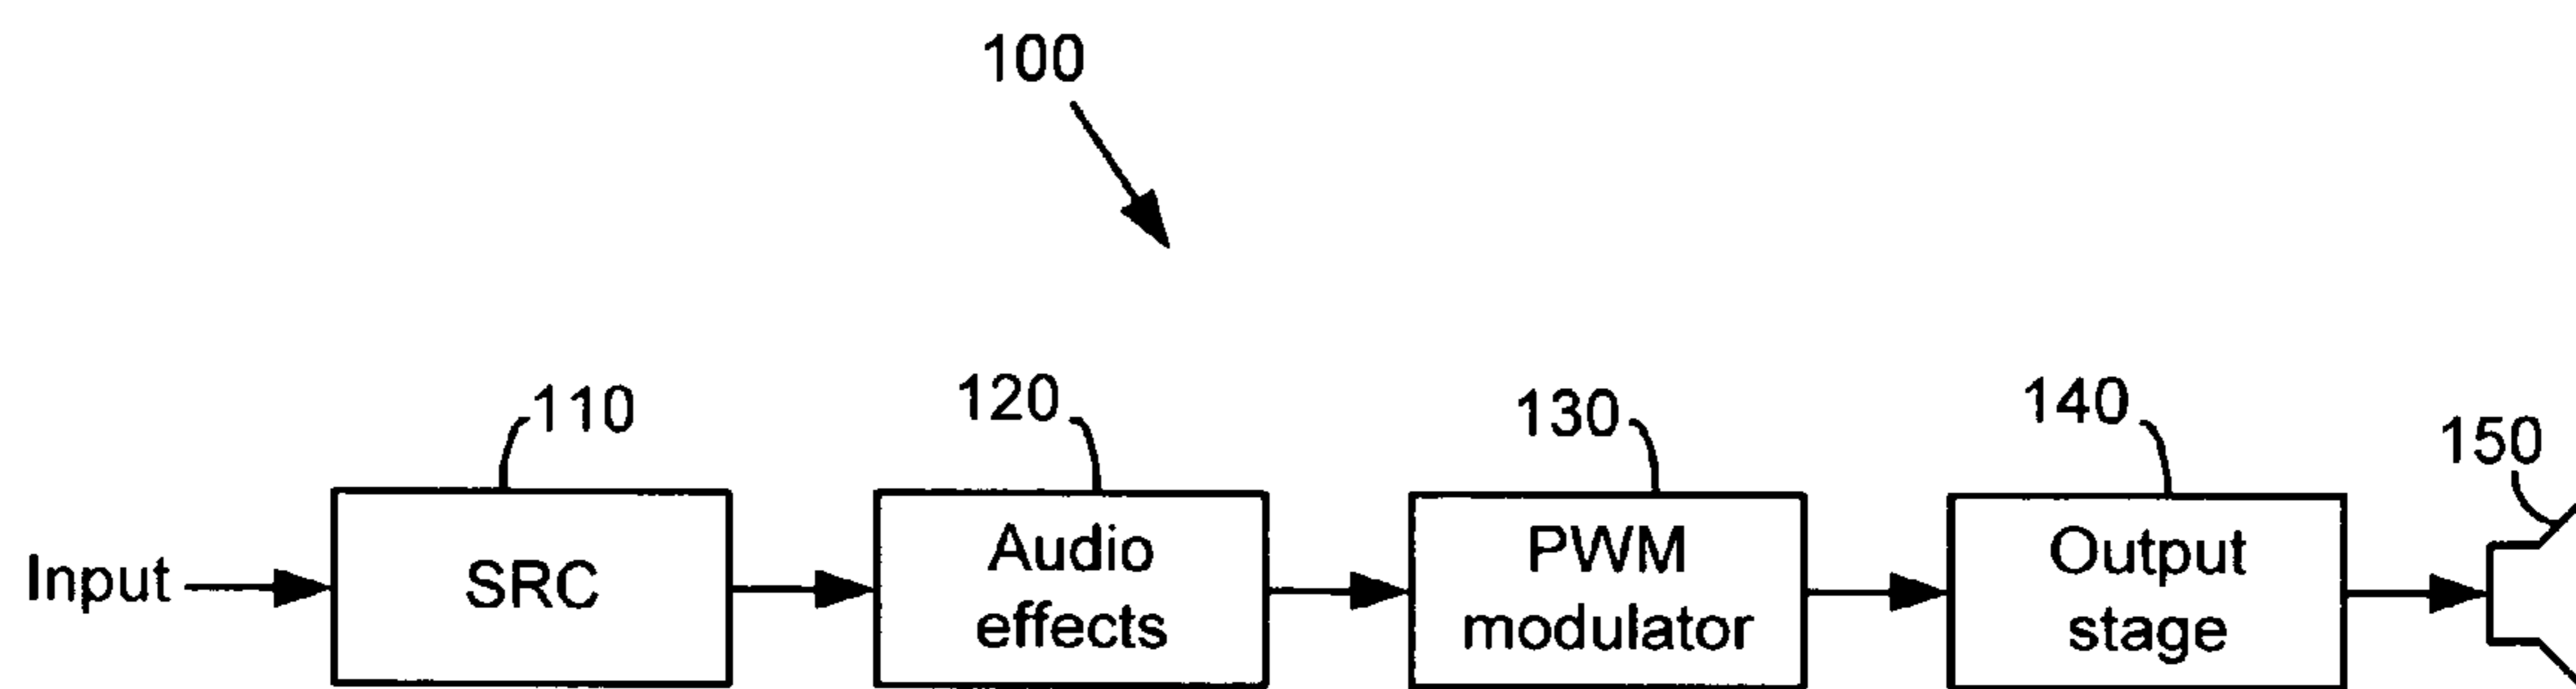 100
110
120
130
140
150
Input
SRC
Audio
effects
PWM
modulator
Output
stage